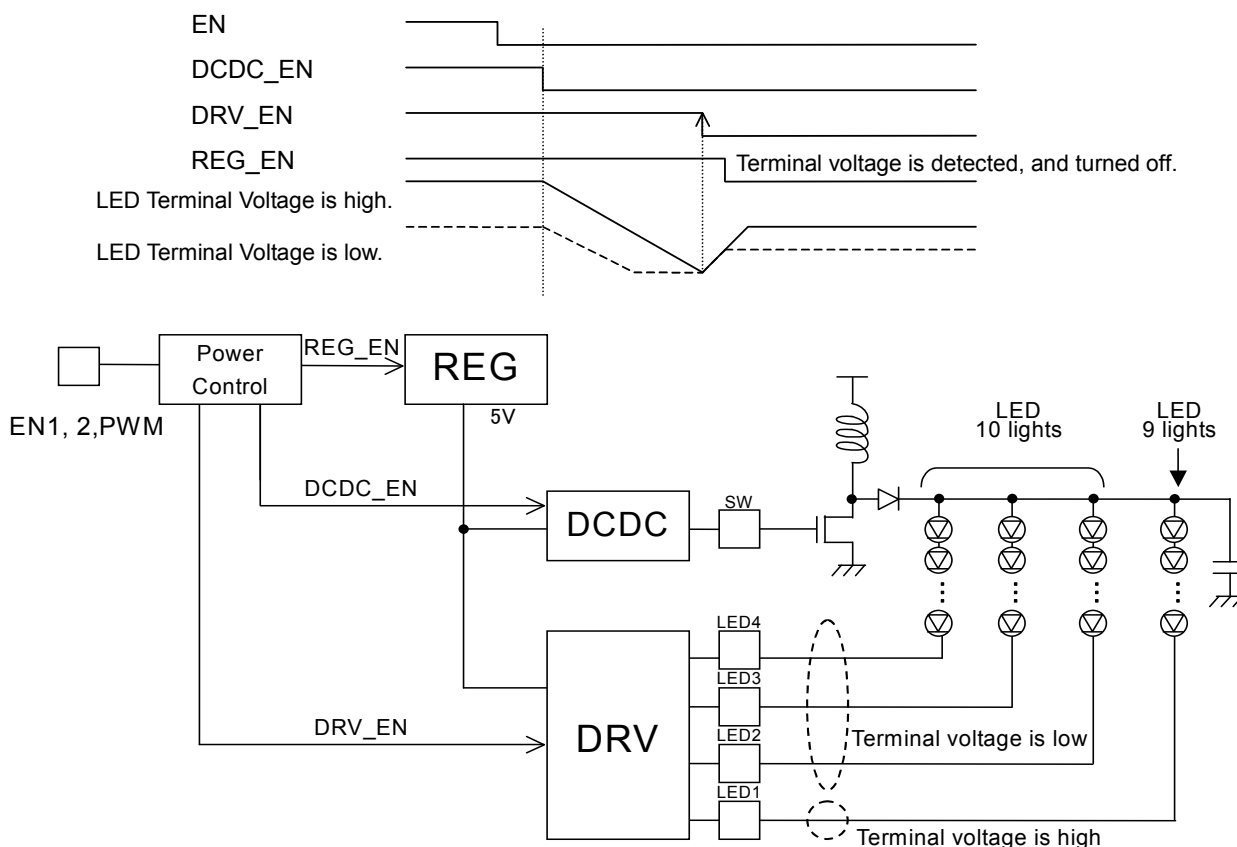 EN
DCDC_EN
DRV_EN
REG_EN
Terminal voltage is detected, and turned off.
LED Terminal Voltage is high.
LED Terminal Voltage is low.
Power
Control
REG_EN
REG
5V
EN1, 2,PWM
LED
10 lights
LED
9 lights
DCDC_EN
DCDC
SW
DRV_EN
DRV
LED4
LED3
LED2
LED1
Terminal voltage is low
Terminal voltage is high